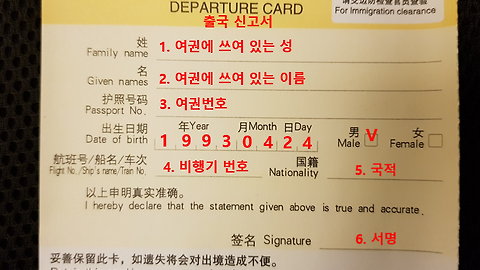 DEPARTURE CARD
请交边防检查官员查验
For Immigration clearance
출국 신고서
姓
Family name
1. 여권에 쓰여 있는 성
名
Given names
2. 여권에 쓰여 있는 이름
护照号码
Passport No.
3. 여권번호
出生日期
Date of birth
年Year 月Month 日Day
1 9 9 3 0 4 2 4
男 Male V
女 Female
航班号/船名/车次
Flight No./Ship's name/Train No.
4. 비행기 번호
国籍
Nationality
5. 국적
以上申明真实准确。
I hereby declare that the statement given above is true and accurate.
签名 Signature
6. 서명
妥善保留此卡，如遗失将会对出境造成不便。